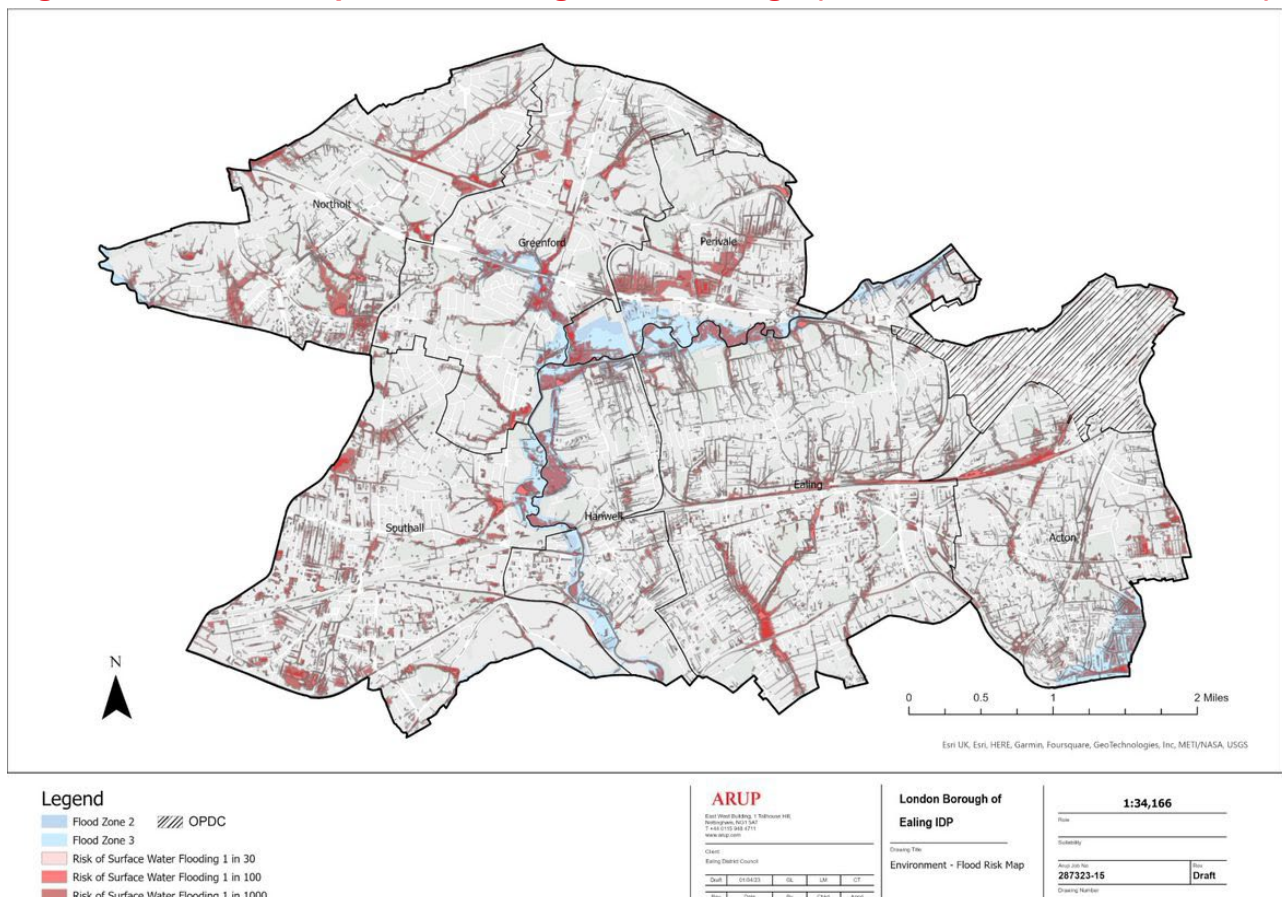 Northolt
Greenford
Perivale
Ealing
Hanwell
Southall
Acton
N
0 0.5 1 2 Miles
Esri UK, Esri, HERE, Garmin, Foursquare, GeoTechnologies, Inc, METI/NASA, USGS
Legend
Flood Zone 2 OPDC
Flood Zone 3
Risk of Surface Water Flooding 1 in 30
Risk of Surface Water Flooding 1 in 100
Risk of Surface Water Flooding 1 in 1000
ARUP
www.arup.com
Client
Ealing District Council
Draft 01/04/23 GL LM CT
London Borough of
Ealing IDP
Drawing Title
Environment - Flood Risk Map
1:34,166
Suitability
Arup Job No
287323-15
Rev
Draft
Drawing Number